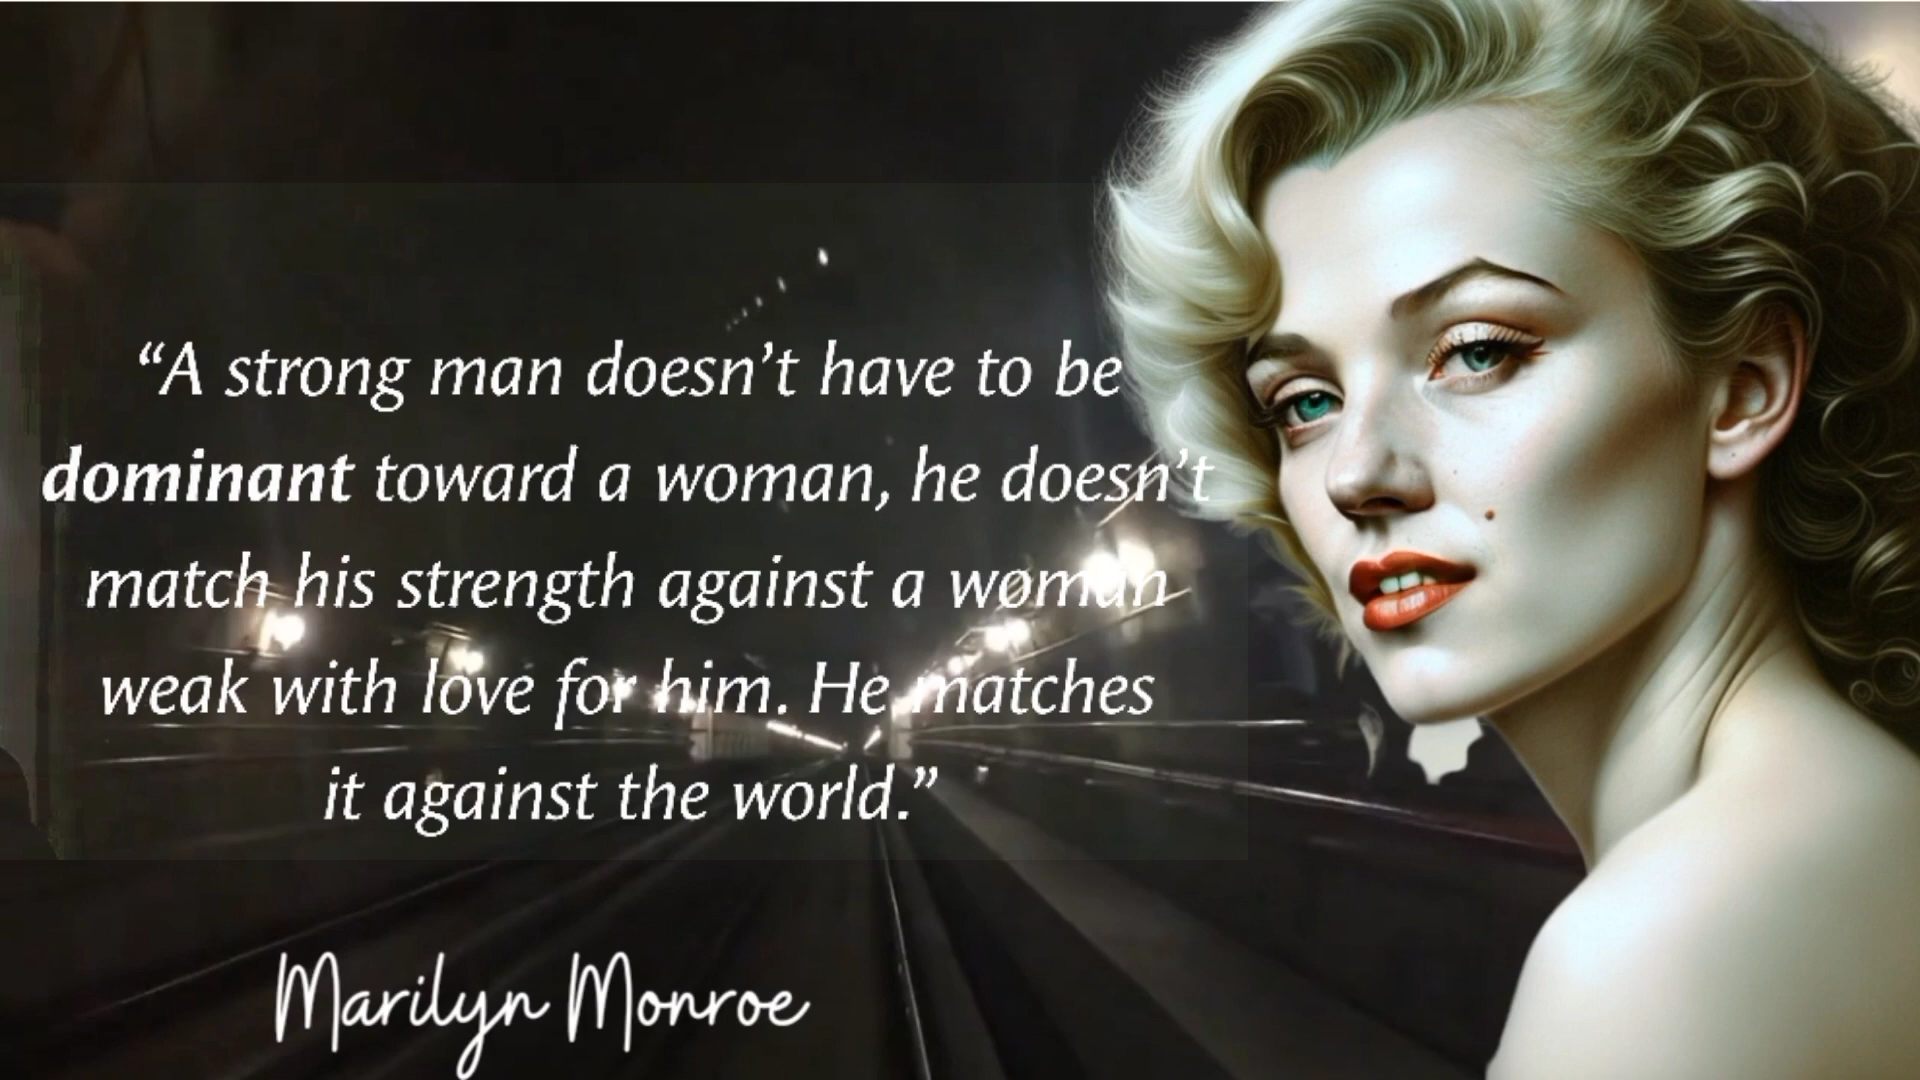 “A strong man doesn’t have to be
dominant toward a woman, he doesn’t
match his strength against a woman
weak with love for him. He matches
it against the world.”
Marilyn Monroe